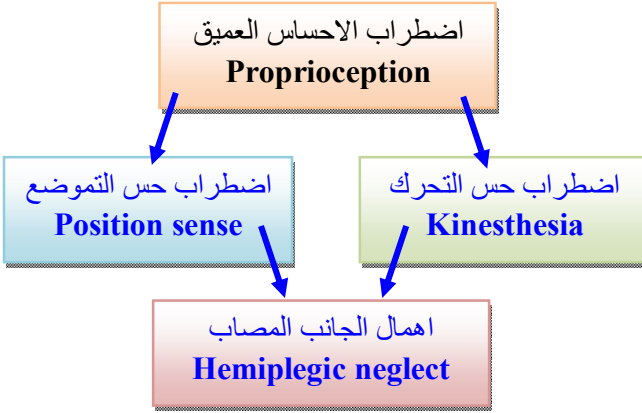 اضطراب الاحساس العميق
Proprioception
اضطراب حس التموضع
Position sense
اضطراب حس التحرك
Kinesthesia
اهمال الجانب المصاب
Hemiplegic neglect